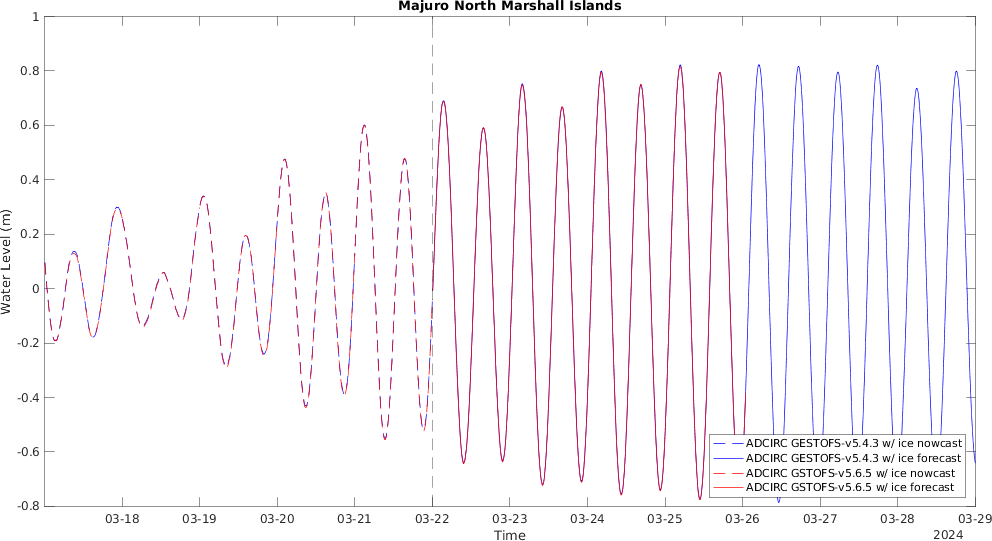 Majuro North Marshall Islands
1
0.8
0.6
0.4
0.2
0
-0.2
-0.4
-0.6
-0.8
Water Level (m)
ADCIRC GESTOFS-v5.4.3 w/ ice nowcast
ADCIRC GESTOFS-v5.4.3 w/ ice forecast
ADCIRC GSTOFS-v5.6.5 w/ ice nowcast
ADCIRC GSTOFS-v5.6.5 w/ ice forecast
03-18 03-19 03-20 03-21 03-22 03-23 03-24 03-25 03-26 03-27 03-28 03-29
Time
2024